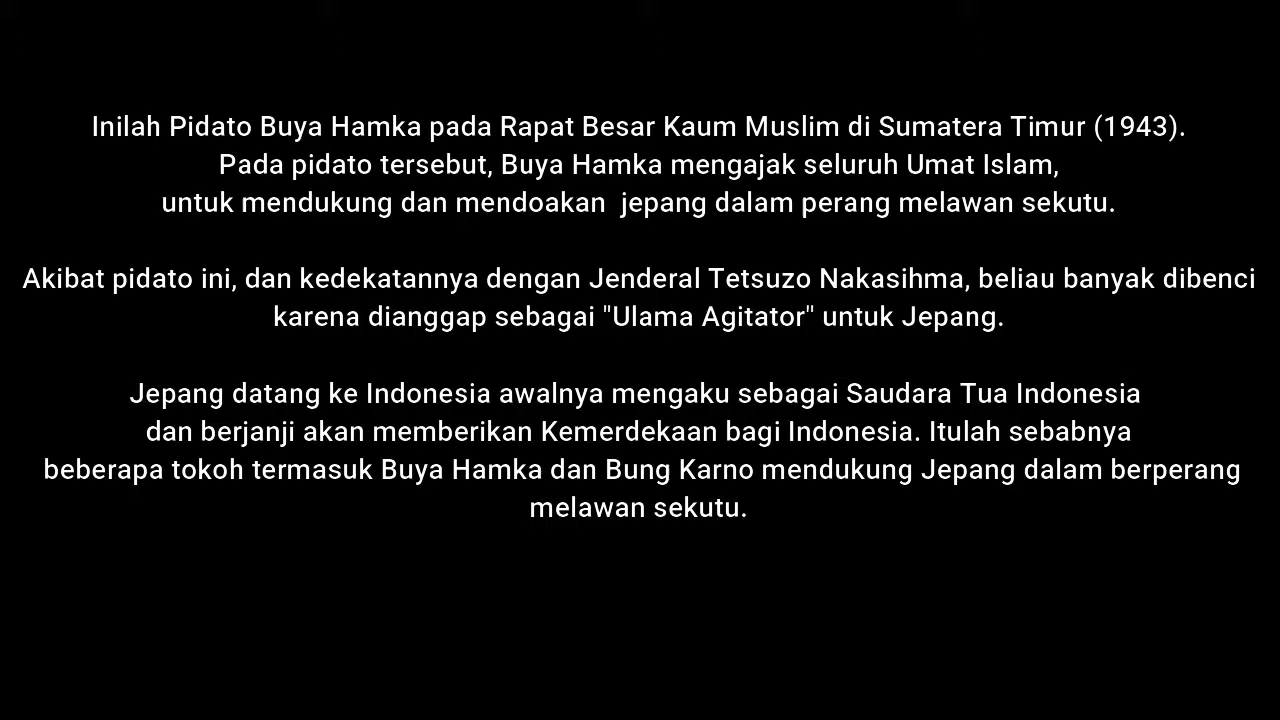 Inilah Pidato Buya Hamka pada Rapat Besar Kaum Muslim di Sumatera Timur (1943).
Pada pidato tersebut, Buya Hamka mengajak seluruh Umat Islam,
untuk mendukung dan mendoakan  jepang dalam perang melawan sekutu.
Akibat pidato ini, dan kedekatannya dengan Jenderal Tetsuzo Nakasihma, beliau banyak dibenci
karena dianggap sebagai "Ulama Agitator" untuk Jepang.
Jepang datang ke Indonesia awalnya mengaku sebagai Saudara Tua Indonesia
dan berjanji akan memberikan Kemerdekaan bagi Indonesia. Itulah sebabnya
beberapa tokoh termasuk Buya Hamka dan Bung Karno mendukung Jepang dalam berperang
melawan sekutu.